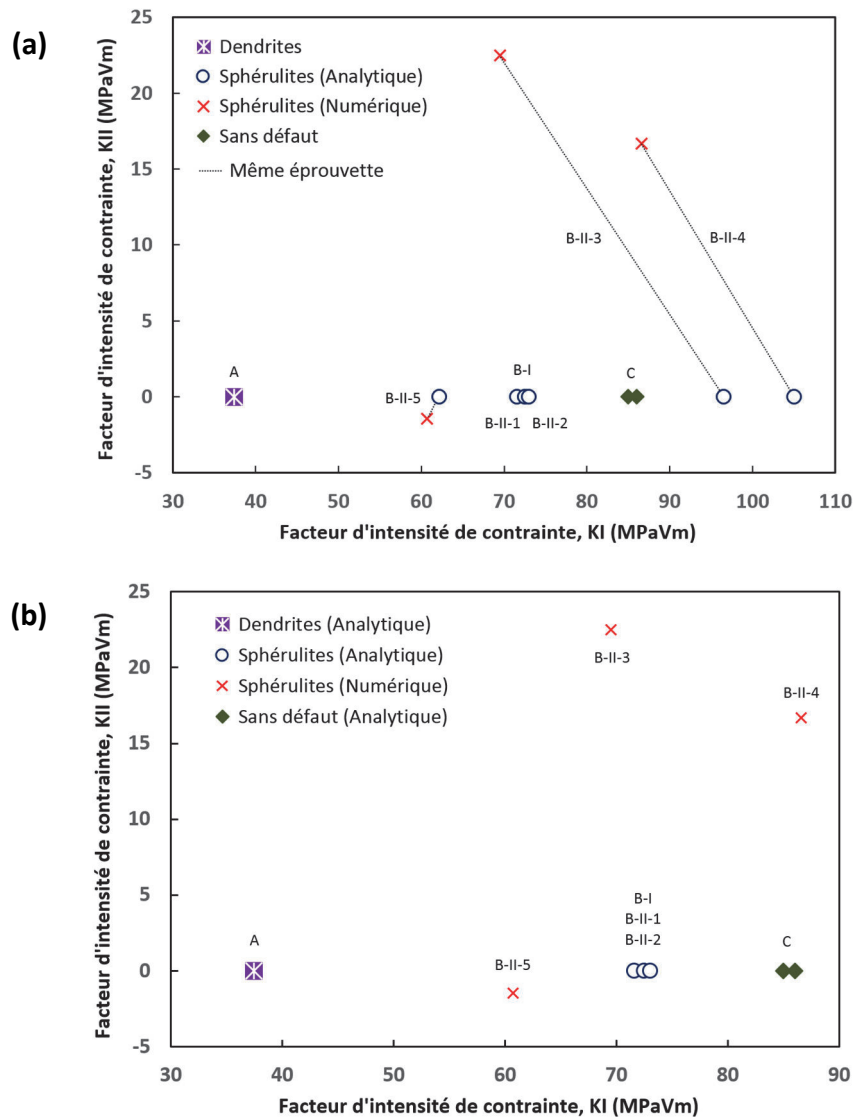 (a)
Facteur d'intensité de contrainte, KII (MPaVm)
25
20
15
10
5
0
-5
Dendrites
Sphérulites (Analytique)
Sphérulites (Numérique)
Sans défaut
Même éprouvette
B-II-3
B-II-4
A
B-II-5
B-I
B-II-1
B-II-2
C
30 40 50 60 70 80 90 100 110
Facteur d'intensité de contrainte, KI (MPaVm)
(b)
Facteur d'intensité de contrainte, KII (MPaVm)
25
20
15
10
5
0
-5
Dendrites (Analytique)
Sphérulites (Analytique)
Sphérulites (Numérique)
Sans défaut (Analytique)
B-II-3
B-II-4
A
B-II-5
B-I
B-II-1
B-II-2
C
30 40 50 60 70 80 90
Facteur d'intensité de contrainte, KI (MPaVm)